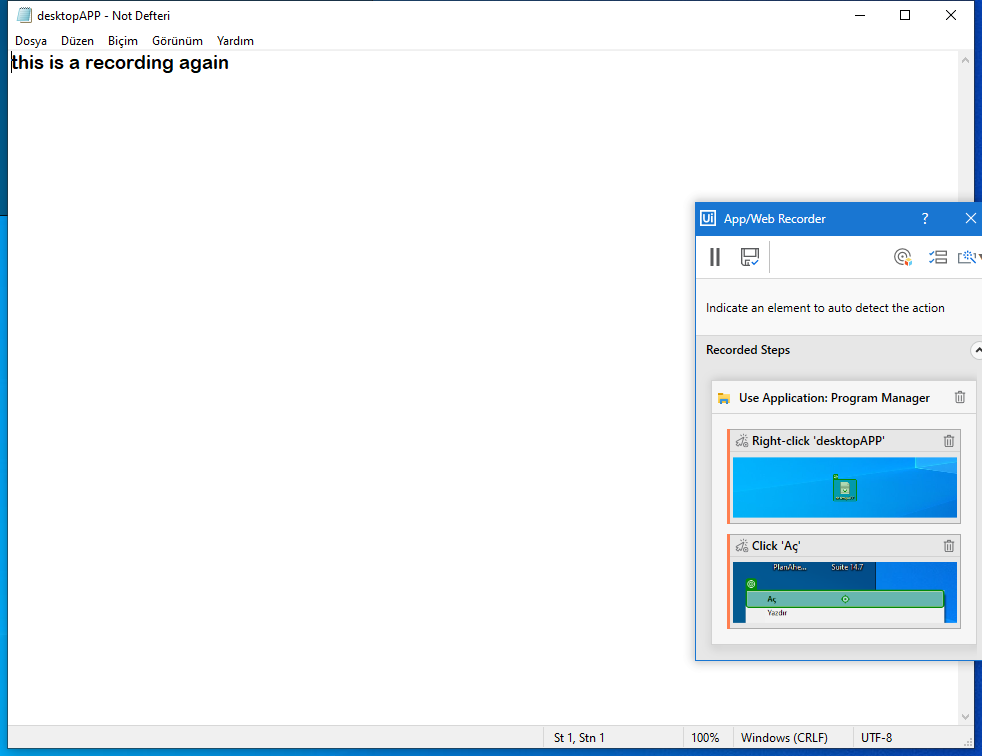 desktopAPP - Not Defteri
Dosya Düzen Biçim Görünüm Yardım
this is a recording again
Ui App/Web Recorder ?
Indicate an element to auto detect the action
Recorded Steps
Use Application: Program Manager
Right-click 'desktopAPP'
Click 'Aç'
PlanAhe... Suite 14.7
Aç
Yazdır
St 1, Stn 1 100% Windows (CRLF) UTF-8